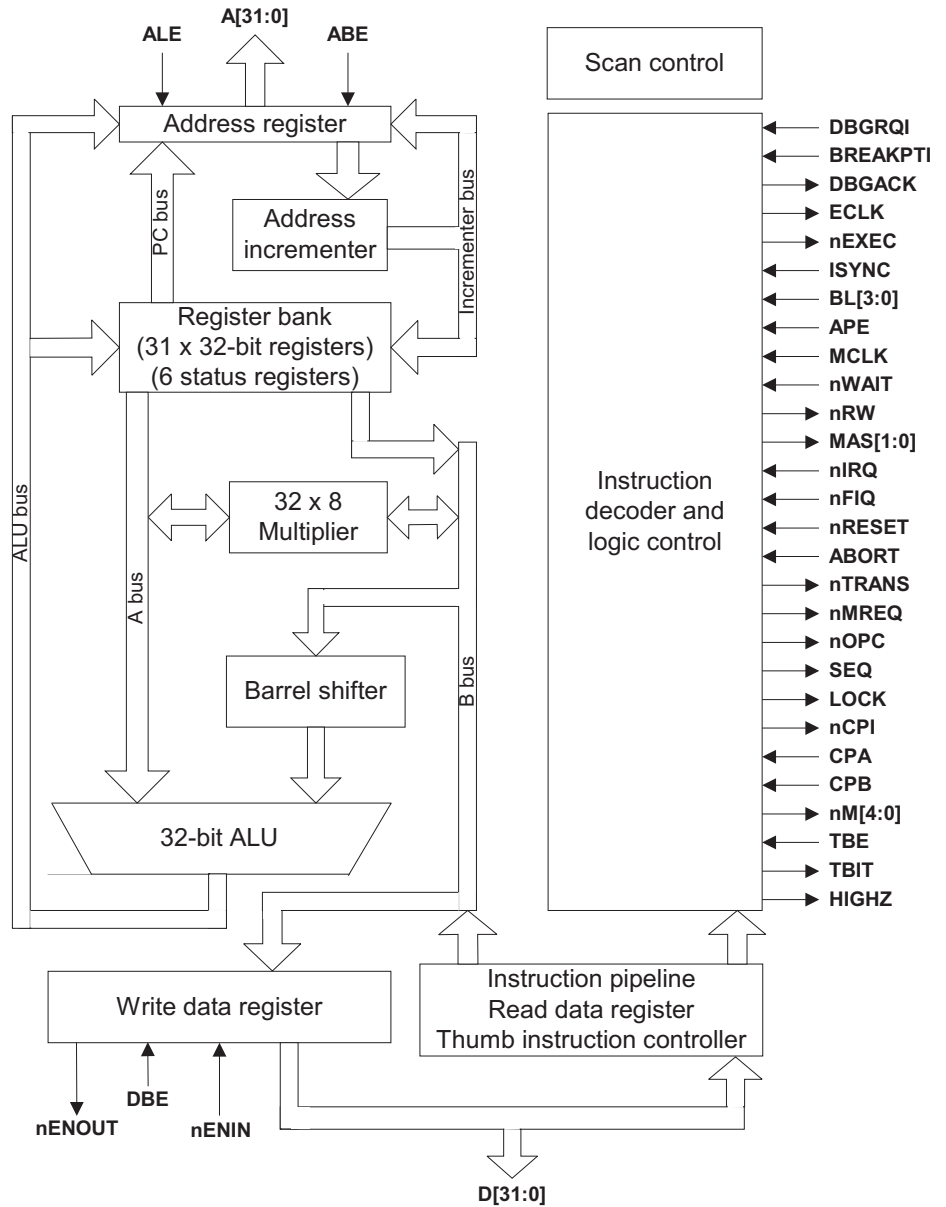 A[31:0]
ALE
ABE
Scan control
Address register
PC bus
Address
incrementer
Incrementer bus
Register bank
(31 x 32-bit registers)
(6 status registers)
ALU bus
A bus
32 x 8
Multiplier
B bus
Barrel shifter
32-bit ALU
Instruction
decoder and
logic control
DBGRQI
BREAKPTI
DBGACK
ECLK
nEXEC
ISYNC
BL[3:0]
APE
MCLK
nWAIT
nRW
MAS[1:0]
nIRQ
nFIQ
nRESET
ABORT
nTRANS
nMREQ
nOPC
SEQ
LOCK
nCPI
CPA
CPB
nM[4:0]
TBE
TBIT
HIGHZ
Write data register
Instruction pipeline
Read data register
Thumb instruction controller
nENOUT
DBE
nENIN
D[31:0]